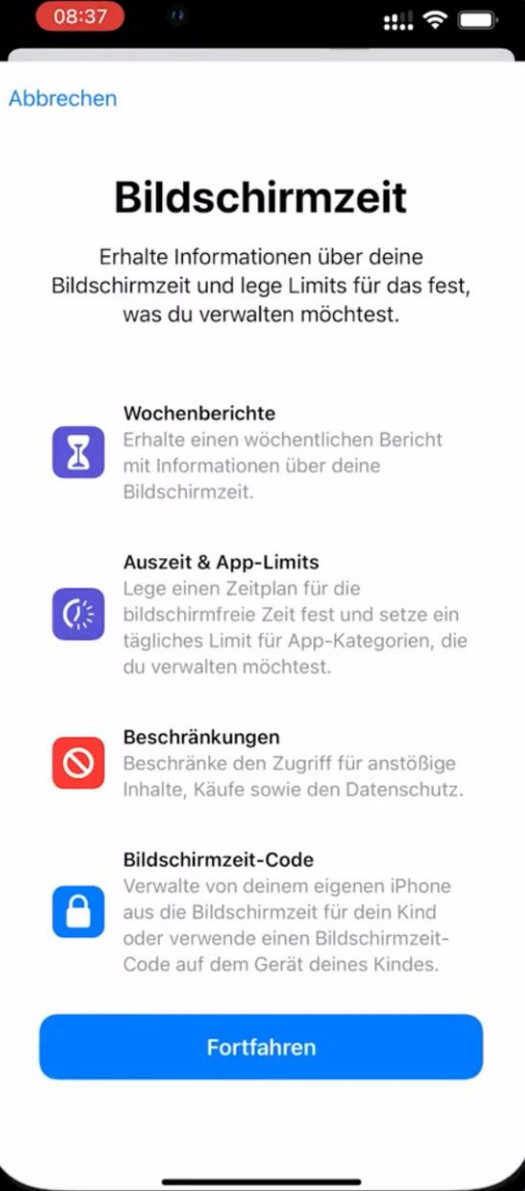 08:37
Abbrechen
Bildschirmzeit
Erhalte Informationen über deine
Bildschirmzeit und lege Limits für das fest,
was du verwalten möchtest.
Wochenberichte
Erhalte einen wöchentlichen Bericht
mit Informationen über deine
Bildschirmzeit.
Auszeit & App-Limits
Lege einen Zeitplan für die
bildschirmfreie Zeit fest und setze ein
tägliches Limit für App-Kategorien, die
du verwalten möchtest.
Beschränkungen
Beschränke den Zugriff für anstößige
Inhalte, Käufe sowie den Datenschutz.
Bildschirmzeit-Code
Verwalte von deinem eigenen iPhone
aus die Bildschirmzeit für dein Kind
oder verwende einen Bildschirmzeit-
Code auf dem Gerät deines Kindes.
Fortfahren